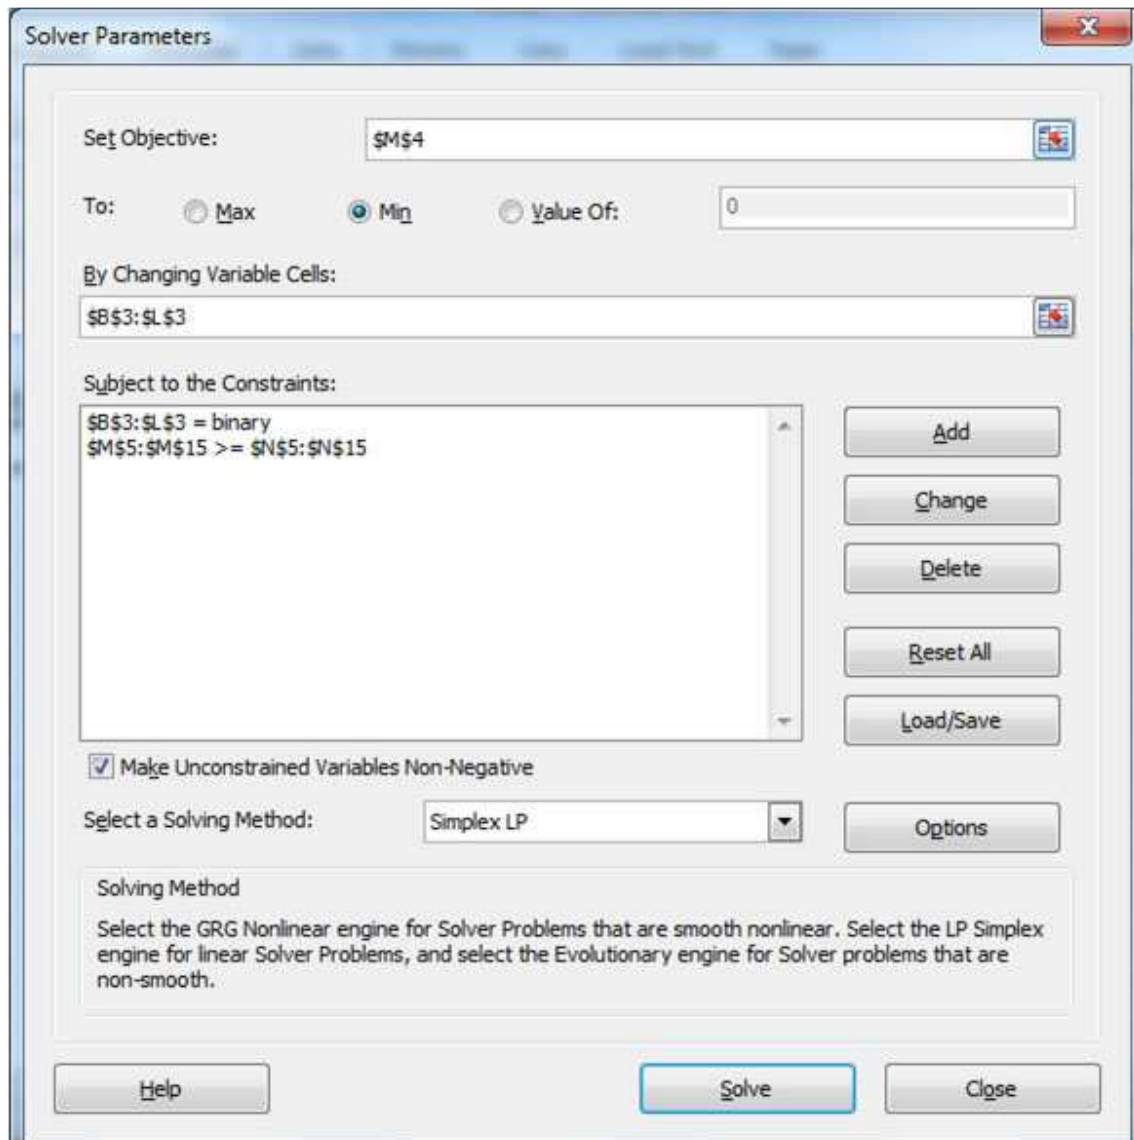 Solver Parameters
Set Objective: $M$4
To: Max Min Value Of: 0
By Changing Variable Cells:
$B$3:$L$3
Subject to the Constraints:
$B$3:$L$3 = binary
$M$5:$M$15 >= $N$5:$N$15
Add
Change
Delete
Reset All
Load/Save
Make Unconstrained Variables Non-Negative
Select a Solving Method: Simplex LP Options
Solving Method
Select the GRG Nonlinear engine for Solver Problems that are smooth nonlinear. Select the LP Simplex
engine for linear Solver Problems, and select the Evolutionary engine for Solver problems that are
non-smooth.
Help Solve Close